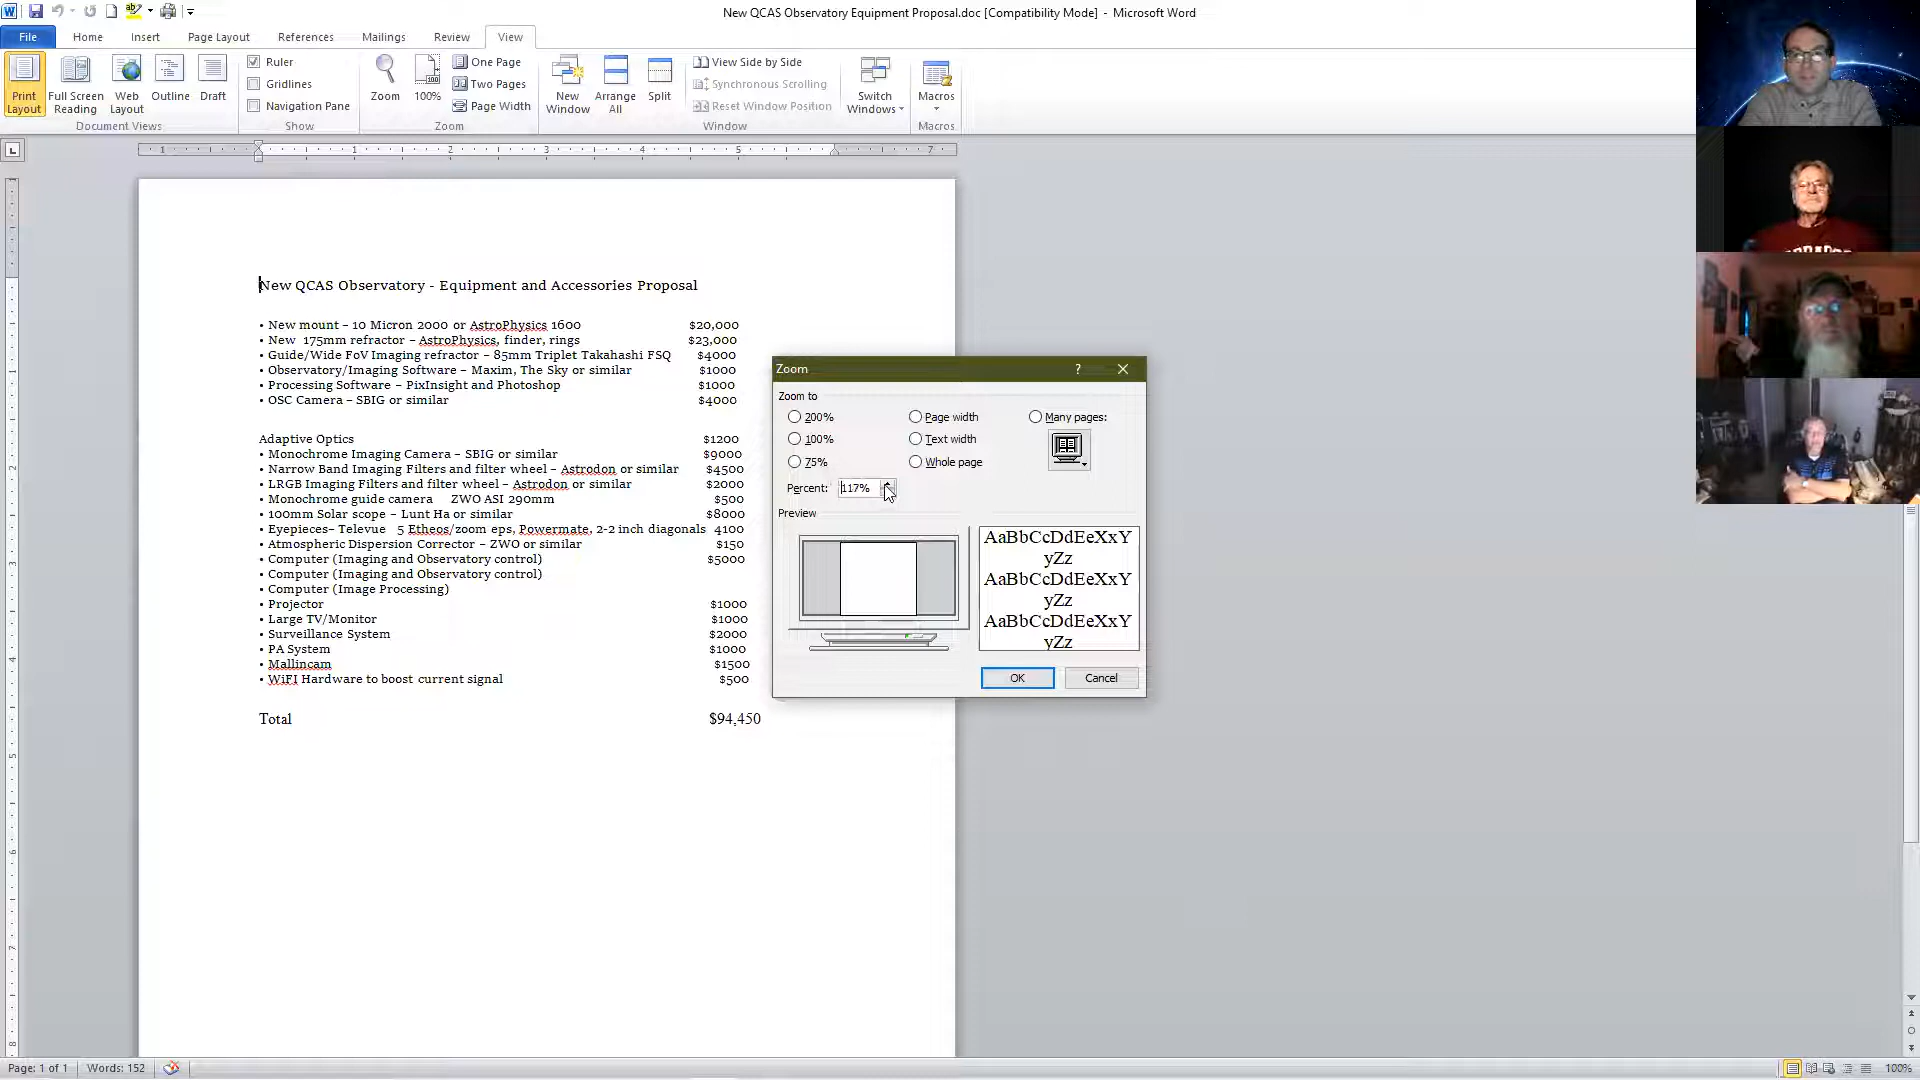 New QCAS Observatory Equipment Proposal.doc [Compatibility Mode] - Microsoft Word
File Home Insert Page Layout References Mailings Review View
Print Layout
Full Screen Reading
Web Layout
Outline
Draft
Document Views
Ruler
Gridlines
Navigation Pane
Show
Zoom
100%
One Page
Two Pages
Page Width
Zoom
New Window
Arrange All
Split
View Side by Side
Synchronous Scrolling
Reset Window Position
Window
Switch Windows
Macros
Macros
New QCAS Observatory - Equipment and Accessories Proposal
• New mount – 10 Micron 2000 or AstroPhysics 1600 $20,000
• New 175mm refractor – AstroPhysics, finder, rings $23,000
• Guide/Wide FoV Imaging refractor – 85mm Triplet Takahashi FSQ $4000
• Observatory/Imaging Software – Maxim, The Sky or similar $1000
• Processing Software – PixInsight and Photoshop $1000
• OSC Camera – SBIG or similar $4000
Adaptive Optics $1200
• Monochrome Imaging Camera – SBIG or similar $9000
• Narrow Band Imaging Filters and filter wheel – Astrodon or similar $4500
• LRGB Imaging Filters and filter wheel – Astrodon or similar $2000
• Monochrome guide camera ZWO ASI 290mm $500
• 100mm Solar scope – Lunt Ha or similar $8000
• Eyepieces– Televue 5 Etheos/zoom eps, Powermate, 2-2 inch diagonals 4100
• Atmospheric Dispersion Corrector – ZWO or similar $150
• Computer (Imaging and Observatory control) $5000
• Computer (Imaging and Observatory control)
• Computer (Image Processing)
• Projector $1000
• Large TV/Monitor $1000
• Surveillance System $2000
• PA System $1000
• Mallincam $1500
• WiFI Hardware to boost current signal $500
Total $94,450
Zoom ?
Zoom to
200% Page width Many pages:
100% Text width
75% Whole page
Percent: 117%
Preview
AaBbCcDdEeXxY
yZz
AaBbCcDdEeXxY
yZz
AaBbCcDdEeXxY
yZz
OK Cancel
Page: 1 of 1 Words: 152 100%